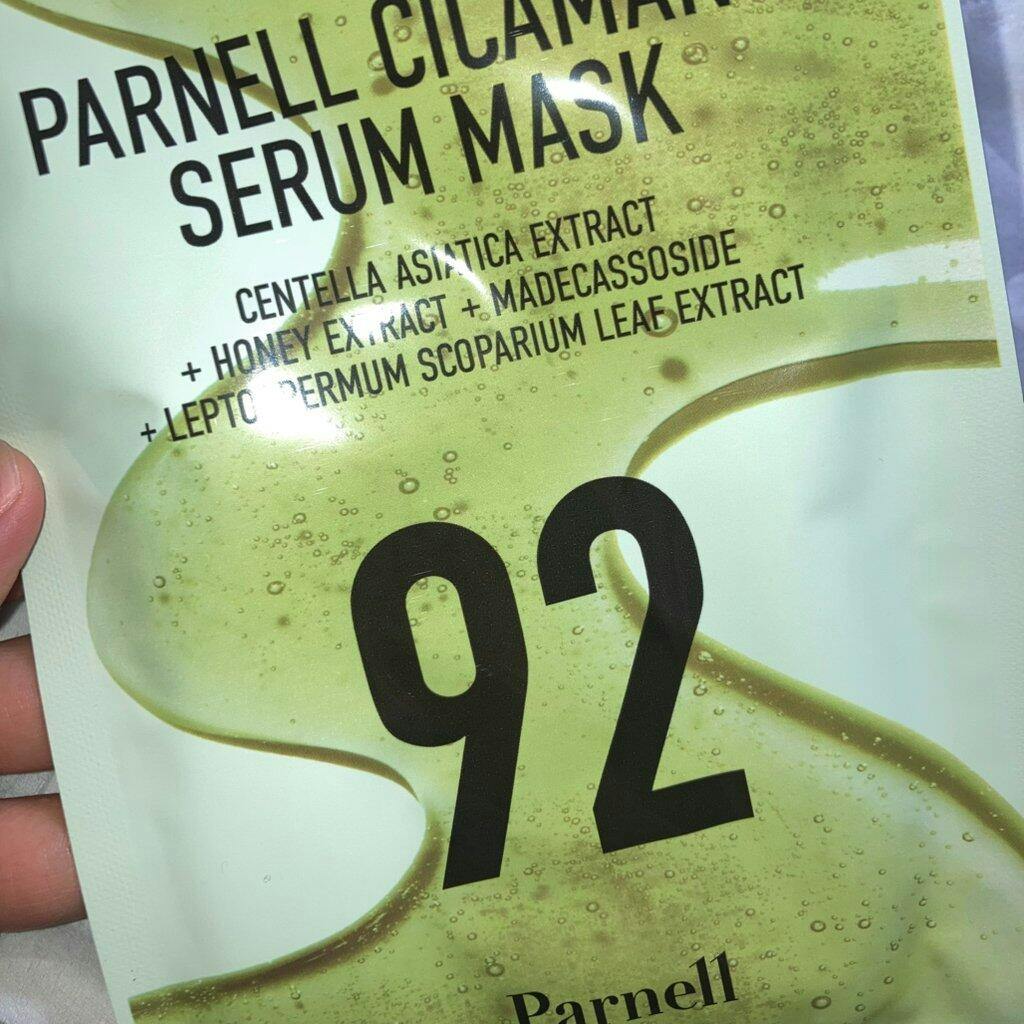 PARNELL
SERUM MASK
CENTELLA ASIATICA EXTRACT
+ HONEY EXTRACT + MADECASSOSIDE
+ SCOPARIUM LEAF EXTRACT
92
Parnell